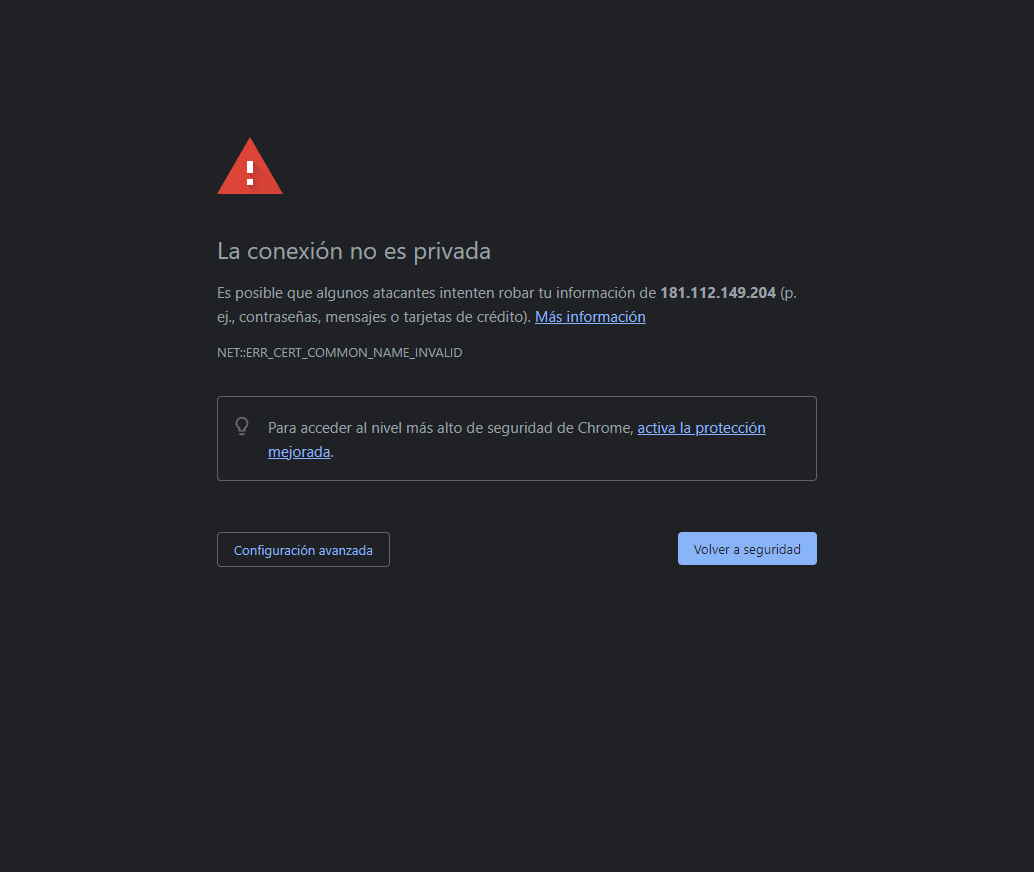 La conexión no es privada
Es posible que algunos atacantes intenten robar tu información de 181.112.149.204 (p.
ej., contraseñas, mensajes o tarjetas de crédito). Más información
NET::ERR_CERT_COMMON_NAME_INVALID
Para acceder al nivel más alto de seguridad de Chrome, activa la protección
mejorada.
Configuración avanzada
Volver a seguridad